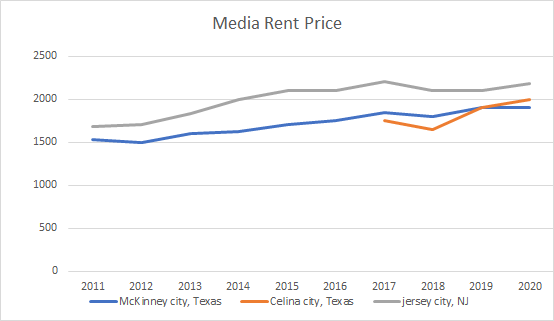 Media Rent Price
2500
2000
1500
1000
500
0
2011 2012 2013 2014 2015 2016 2017 2018 2019 2020
McKinney city, Texas Celina city, Texas jersey city, NJ